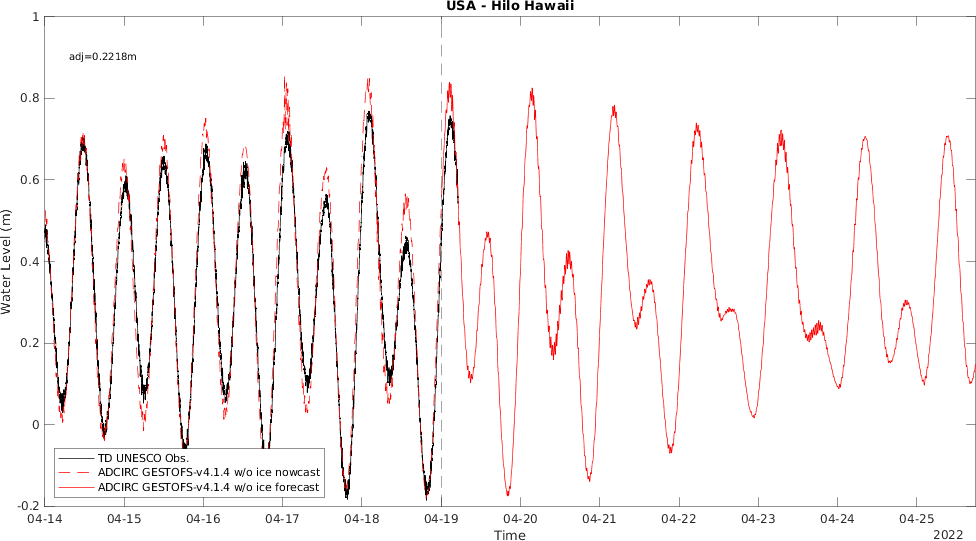 USA - Hilo Hawaii
adj=0.2218m
1
0.8
0.6
0.4
0.2
0
-0.2
Water Level (m)
TD UNESCO Obs.
ADCIRC GESTOFS-v4.1.4 w/o ice nowcast
ADCIRC GESTOFS-v4.1.4 w/o ice forecast
04-14 04-15 04-16 04-17 04-18 04-19 04-20 04-21 04-22 04-23 04-24 04-25
Time
2022